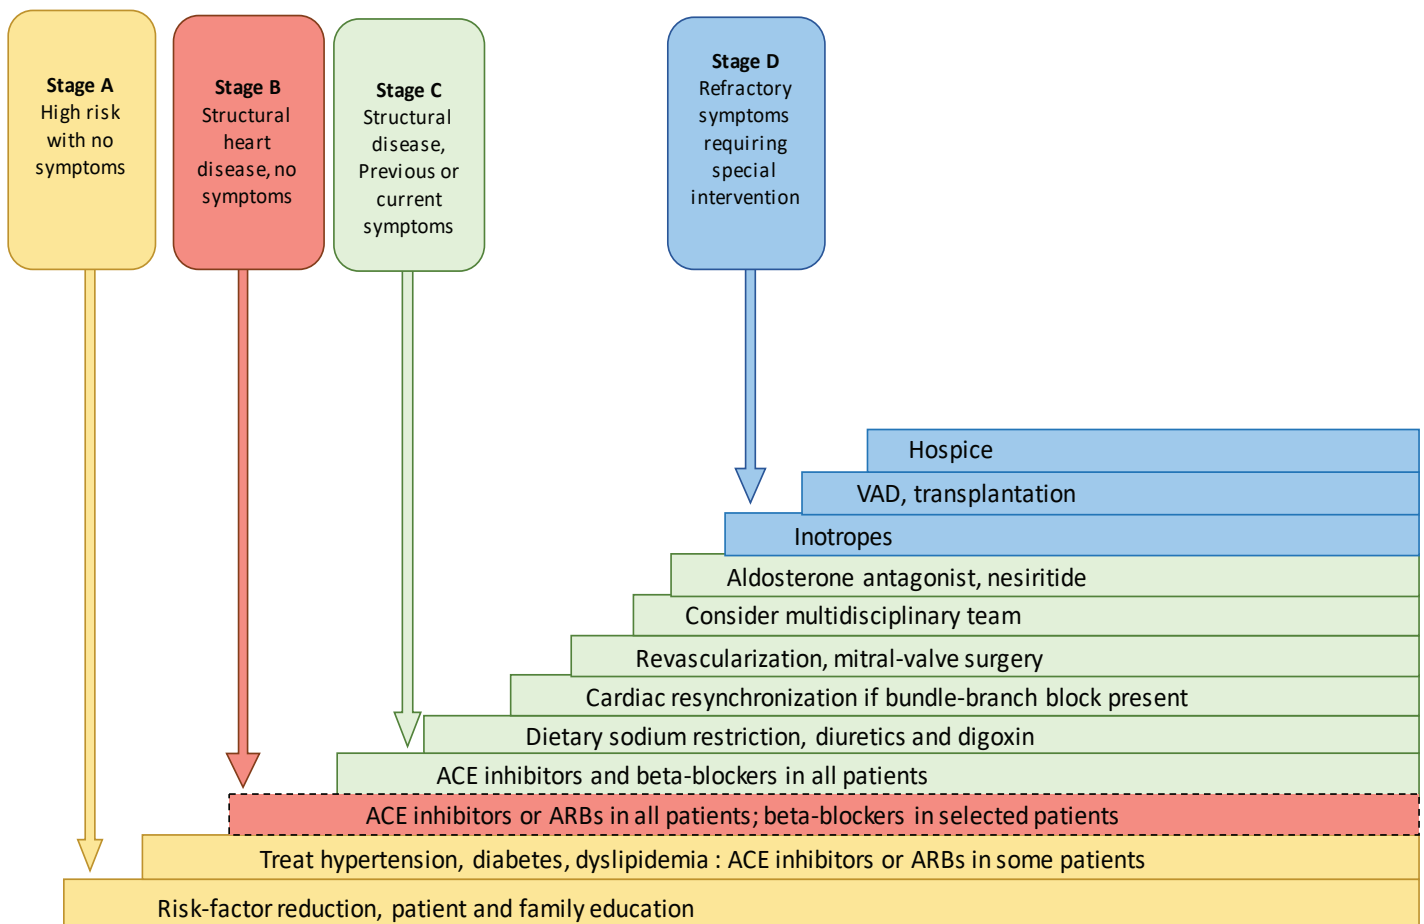 Stage A
High risk
with no
symptoms
Stage B
Structural
heart
disease, no
symptoms
Stage C
Structural
disease,
Previous or
current
symptoms
Stage D
Refractory
symptoms
requiring
special
intervention
Hospice
VAD, transplantation
Inotropes
Aldosterone antagonist, nesiritide
Consider multidisciplinary team
Revascularization, mitral-valve surgery
Cardiac resynchronization if bundle-branch block present
Dietary sodium restriction, diuretics and digoxin
ACE inhibitors and beta-blockers in all patients
ACE inhibitors or ARBs in all patients; beta-blockers in selected patients
Treat hypertension, diabetes, dyslipidemia : ACE inhibitors or ARBs in some patients
Risk-factor reduction, patient and family education